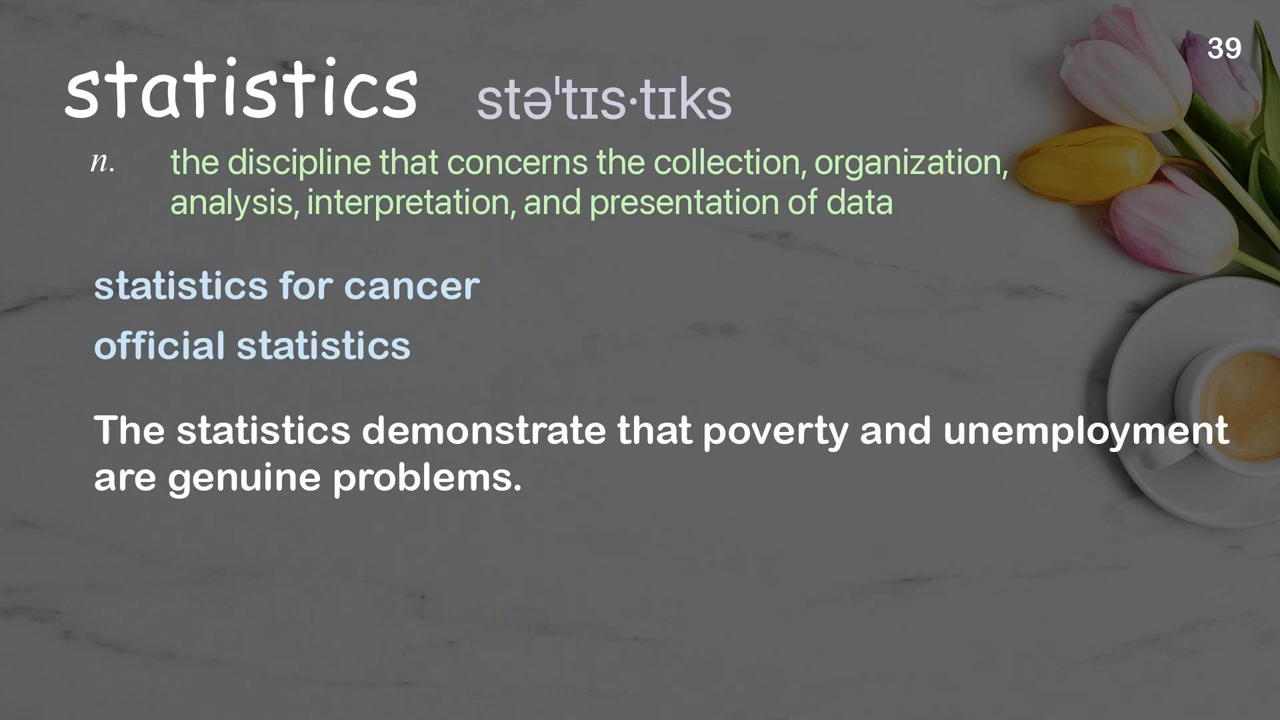 39
statistics stəˈtɪs·tɪks
n. the discipline that concerns the collection, organization,
analysis, interpretation, and presentation of data
statistics for cancer
official statistics
The statistics demonstrate that poverty and unemployment
are genuine problems.